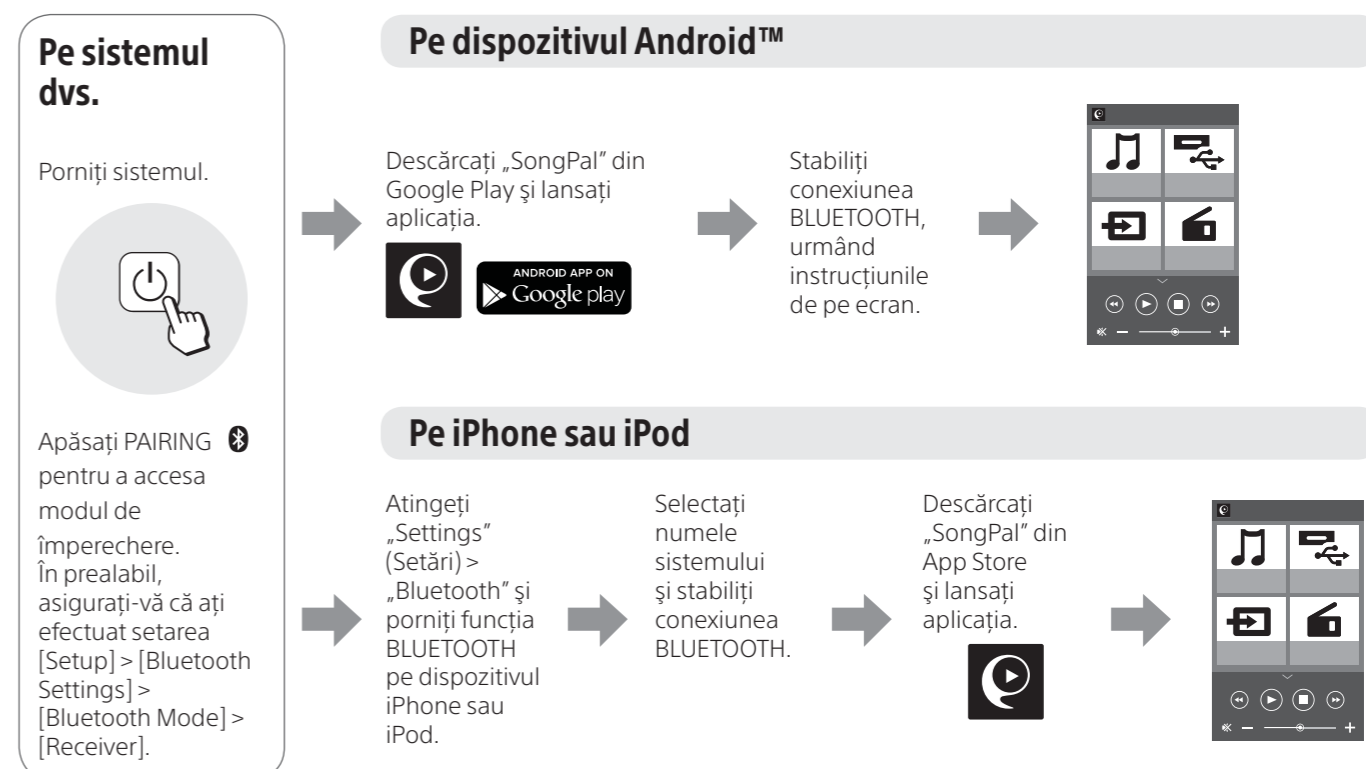 Pe sistemul
dvs.
Porniți sistemul.
Apăsați PAIRING
pentru a accesa
modul de
împerechere.
În prealabil,
asigurați-vă că ați
efectuat setarea
[Setup] > [Bluetooth
Settings] >
[Bluetooth Mode] >
[Receiver].
Pe dispozitivul Android™
Descărcați „SongPal” din
Google Play şi lansați
aplicația.
ANDROID APP ON
Google play
Stabiliți
conexiunea
BLUETOOTH,
urmând
instrucțiunile
de pe ecran.
Pe iPhone sau iPod
Atingeți
„Settings”
(Setări) >
„Bluetooth” şi
porniți funcția
BLUETOOTH
pe dispozitivul
iPhone sau
iPod.
Selectați
numele
sistemului
şi stabiliți
conexiunea
BLUETOOTH.
Descărcați
„SongPal” din
App Store
şi lansați
aplicația.